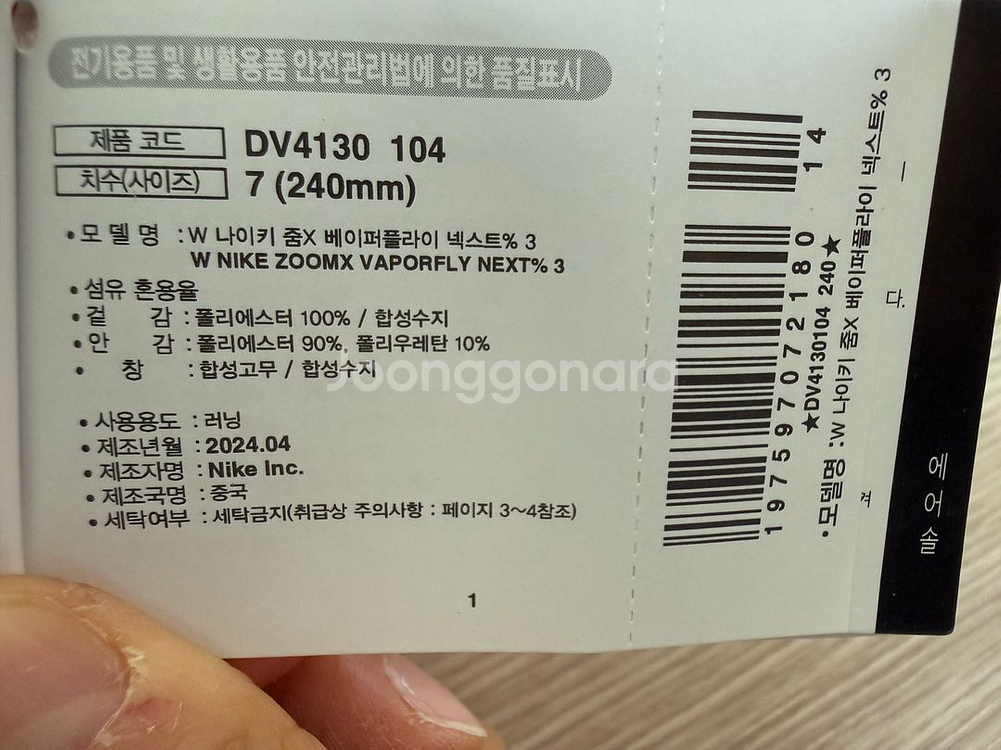 전기용품 및 생활용품 안전관리법에 의한 품질표시
제품 코드 DV4130 104
치수(사이즈) 7 (240mm)
•모 델 명 :W 나이키 줌X 베이퍼플라이 넥스트% 3
W NIKE ZOOMX VAPORFLY NEXT% 3
•섬유 혼용율
•겉 감 :폴리에스터 100% / 합성수지
•안 감 :폴리에스터 90%, 폴리우레탄 10%
• 창 :합성고무 / 합성수지
•사용용도 :러닝
•제조년월 :2024.04
•제조자명 :Nike Inc.
•제조국명 :중국
•세탁여부 :세탁금지(취급상 주의사항 : 페이지 3~4참조)
1
Joonggonara
14
197597072180
★DV4130104 240★
•모델명 :W 나이키 줌X 베이퍼플라이 넥스트% 3
다.
격
에어솔